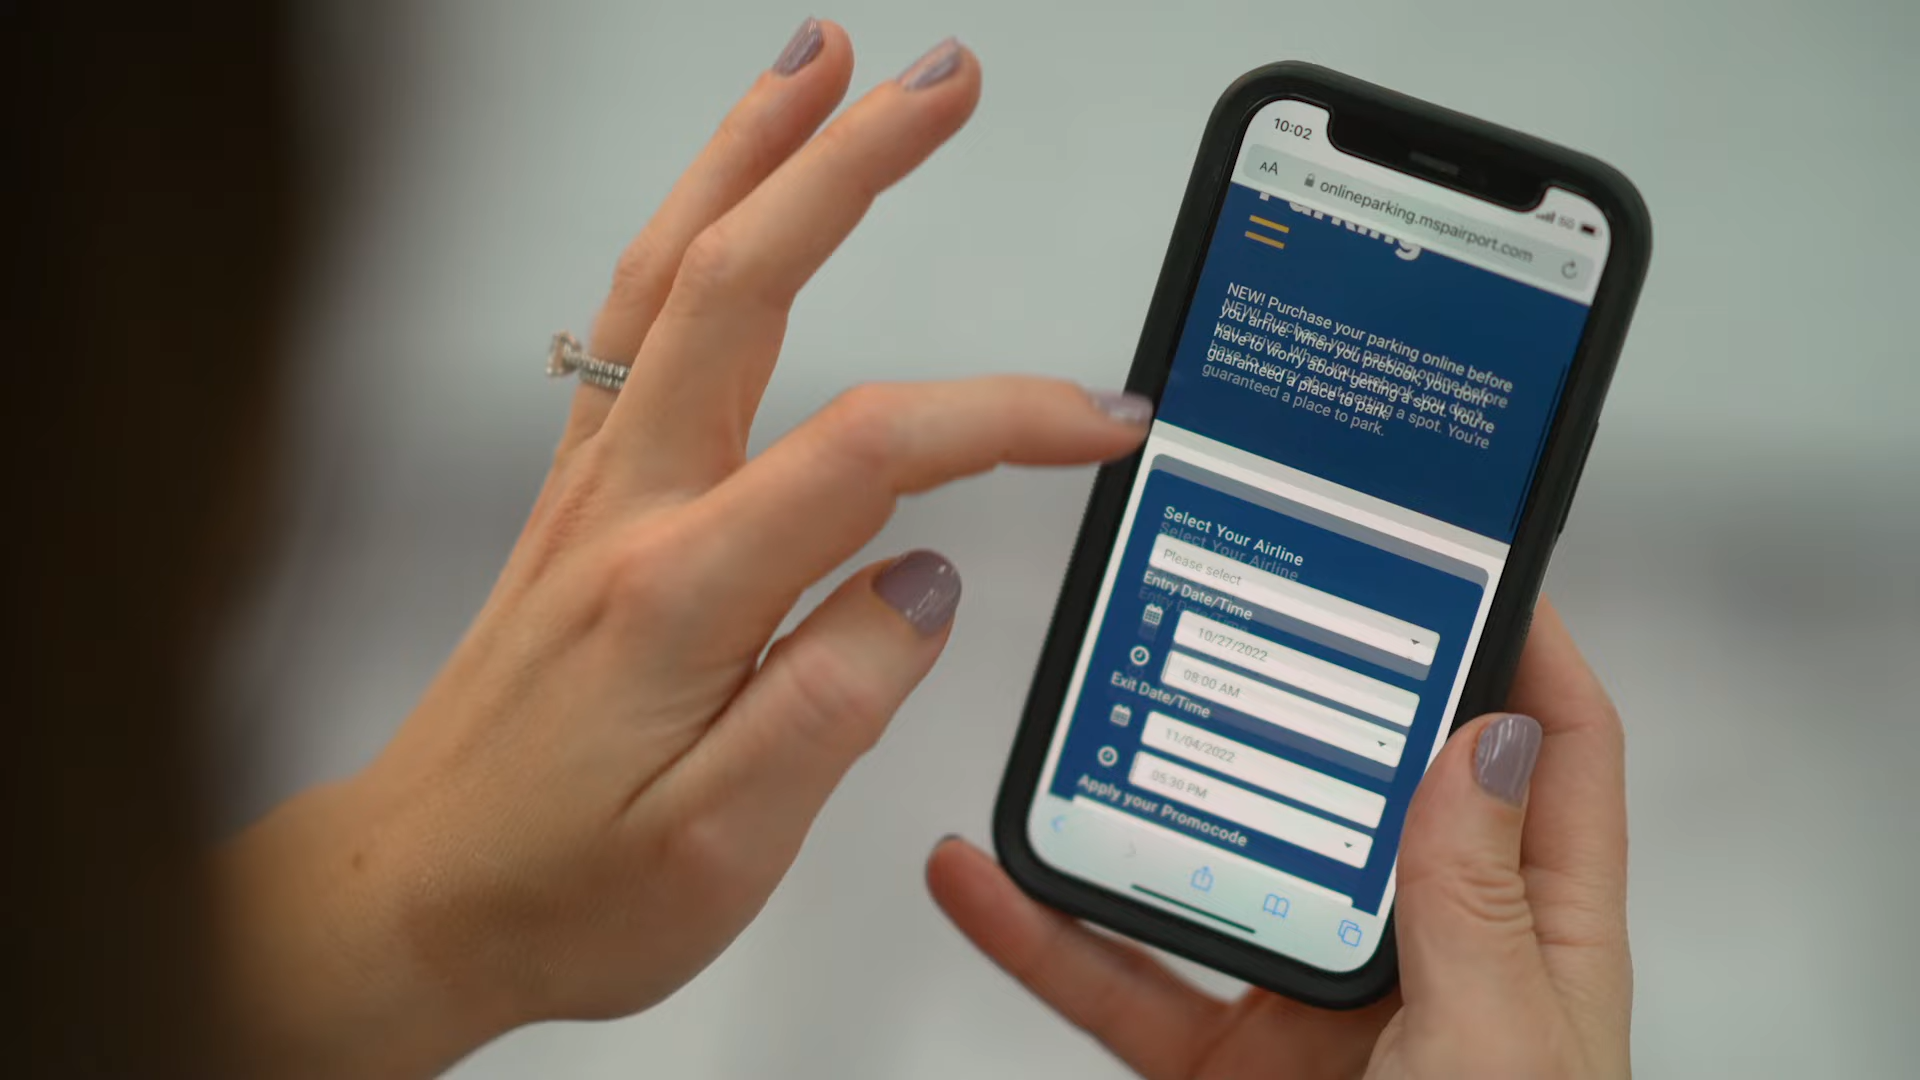 10:02
AA onlineparking.mspairport.com
Parking
5G
NEW! Purchase your parking online before
you arrive. When you prebook, you don't
have to worry about getting a spot. You're
guaranteed a place to park.
Select Your Airline
Please select
Entry Date/Time
10/27/2022
08:00 AM
Exit Date/Time
11/04/2022
05:30 PM
Apply your Promocode